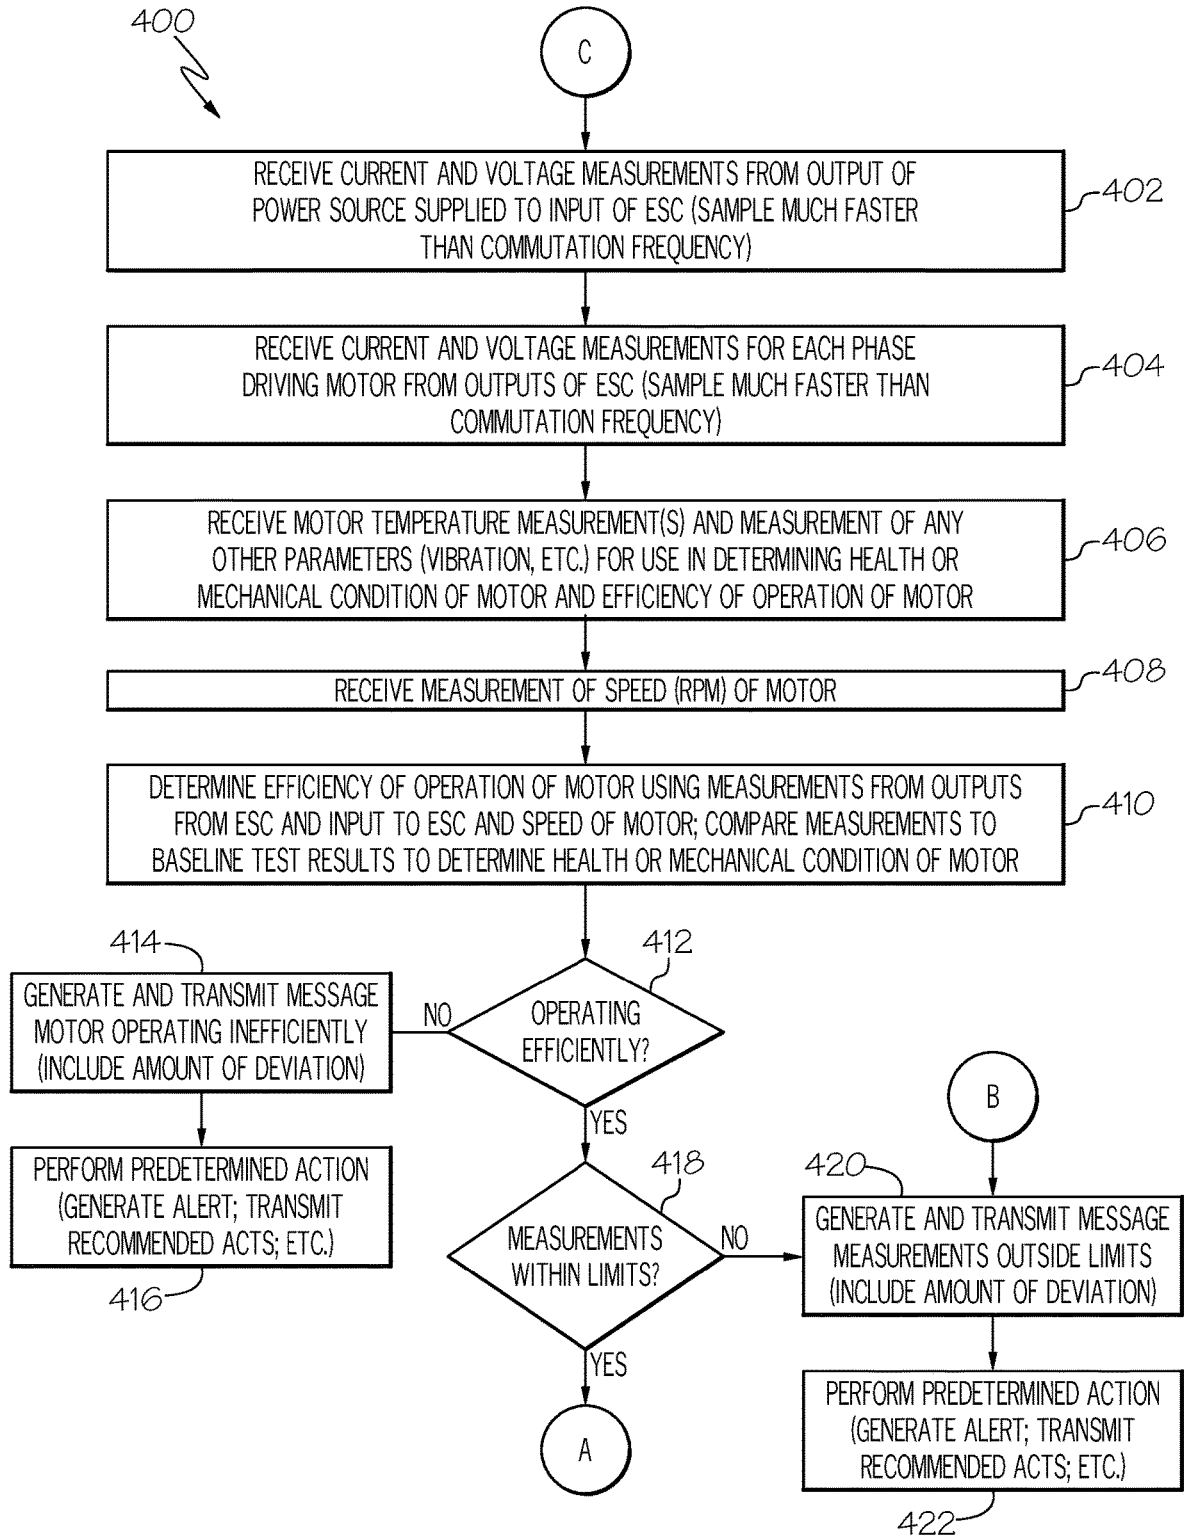 400
C
RECEIVE CURRENT AND VOLTAGE MEASUREMENTS FROM OUTPUT OF
POWER SOURCE SUPPLIED TO INPUT OF ESC (SAMPLE MUCH FASTER
THAN COMMUTATION FREQUENCY)
402
RECEIVE CURRENT AND VOLTAGE MEASUREMENTS FOR EACH PHASE
DRIVING MOTOR FROM OUTPUTS OF ESC (SAMPLE MUCH FASTER THAN
COMMUTATION FREQUENCY)
404
RECEIVE MOTOR TEMPERATURE MEASUREMENT(S) AND MEASUREMENT OF ANY
OTHER PARAMETERS (VIBRATION, ETC.) FOR USE IN DETERMINING HEALTH OR
MECHANICAL CONDITION OF MOTOR AND EFFICIENCY OF OPERATION OF MOTOR
406
RECEIVE MEASUREMENT OF SPEED (RPM) OF MOTOR
408
DETERMINE EFFICIENCY OF OPERATION OF MOTOR USING MEASUREMENTS FROM OUTPUTS
FROM ESC AND INPUT TO ESC AND SPEED OF MOTOR; COMPARE MEASUREMENTS TO
BASELINE TEST RESULTS TO DETERMINE HEALTH OR MECHANICAL CONDITION OF MOTOR
410
412
OPERATING
EFFICIENTLY?
NO
YES
414
GENERATE AND TRANSMIT MESSAGE
MOTOR OPERATING INEFFICIENTLY
(INCLUDE AMOUNT OF DEVIATION)
PERFORM PREDETERMINED ACTION
(GENERATE ALERT; TRANSMIT
RECOMMENDED ACTS; ETC.)
416
418
MEASUREMENTS
WITHIN LIMITS?
NO
YES
A
B
420
GENERATE AND TRANSMIT MESSAGE
MEASUREMENTS OUTSIDE LIMITS
(INCLUDE AMOUNT OF DEVIATION)
PERFORM PREDETERMINED ACTION
(GENERATE ALERT; TRANSMIT
RECOMMENDED ACTS; ETC.)
422